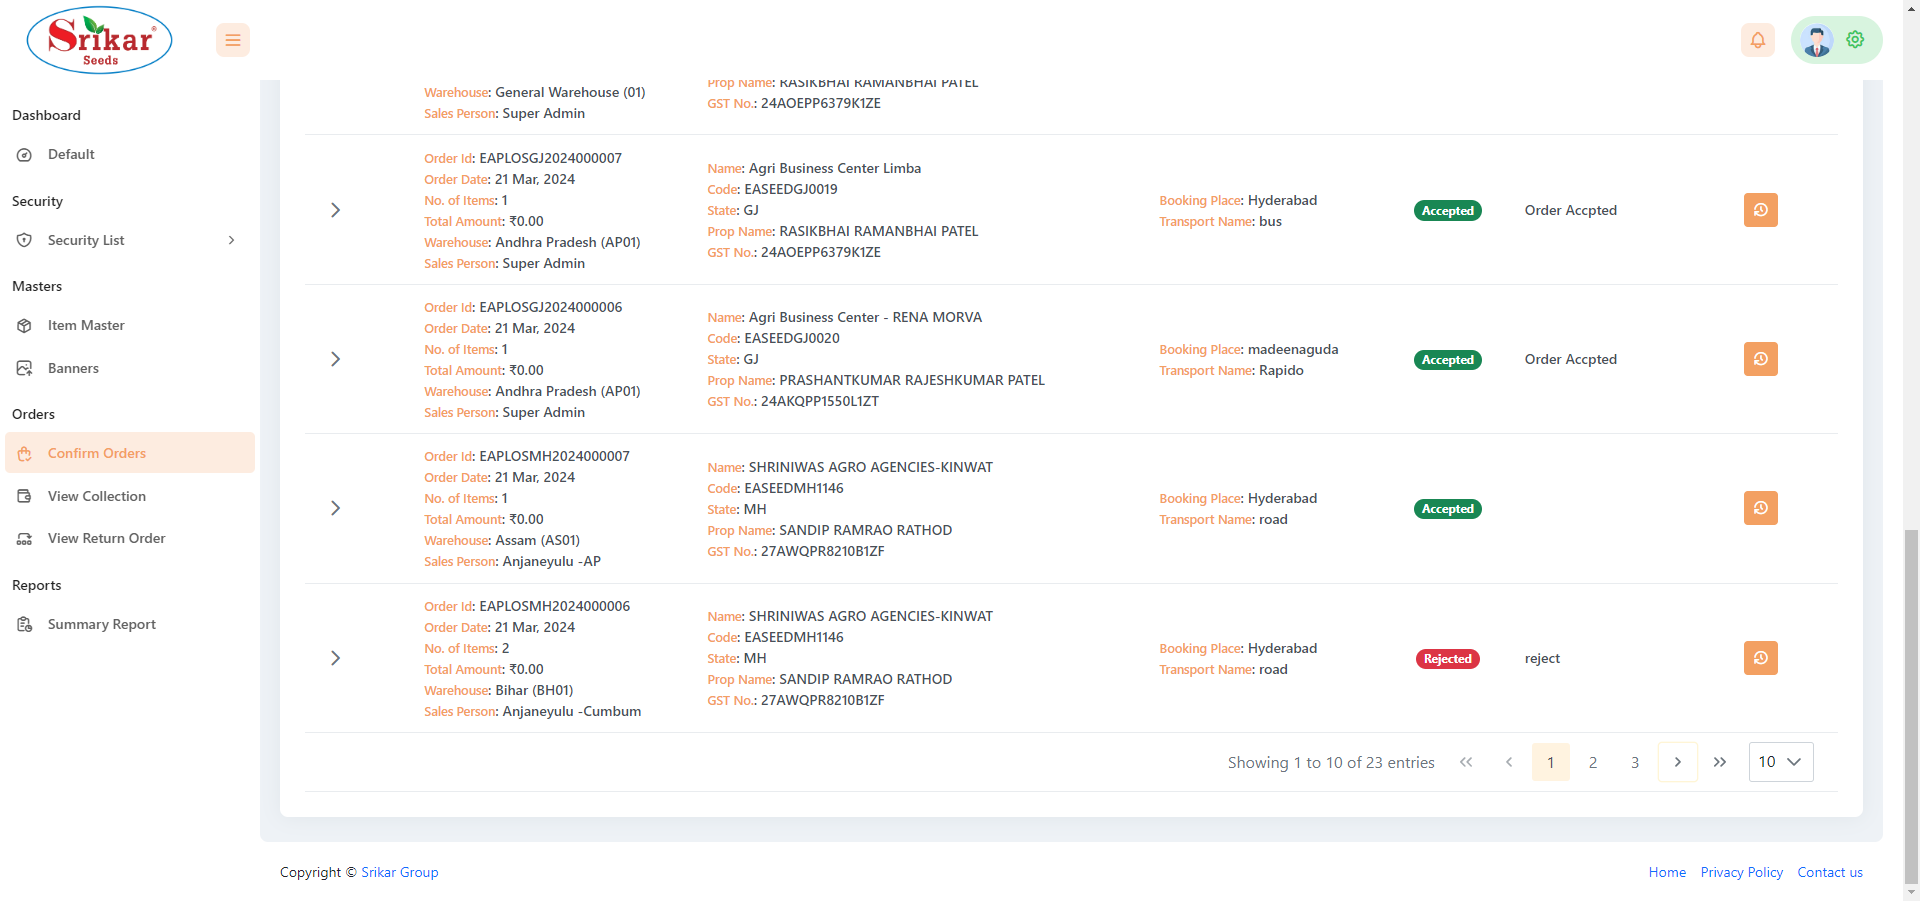 Srikar
Seeds
Dashboard
Default
Security
Security List
Masters
Item Master
Banners
Orders
Confirm Orders
View Collection
View Return Order
Reports
Summary Report
Warehouse: General Warehouse (01)
Sales Person: Super Admin
Prop Name: RASIKBHAI RAMANBHAI PATEL
GST No.: 24AOEPP6379K1ZE
Order Id: EAPLOSGJ2024000007
Order Date: 21 Mar, 2024
No. of Items: 1
Total Amount: ₹0.00
Warehouse: Andhra Pradesh (AP01)
Sales Person: Super Admin
Name: Agri Business Center Limba
Code: EASEEDGJ0019
State: GJ
Prop Name: RASIKBHAI RAMANBHAI PATEL
GST No.: 24AOEPP6379K1ZE
Booking Place: Hyderabad
Transport Name: bus
Accepted
Order Accpted
Order Id: EAPLOSGJ2024000006
Order Date: 21 Mar, 2024
No. of Items: 1
Total Amount: ₹0.00
Warehouse: Andhra Pradesh (AP01)
Sales Person: Super Admin
Name: Agri Business Center - RENA MORVA
Code: EASEEDGJ0020
State: GJ
Prop Name: PRASHANTKUMAR RAJESHKUMAR PATEL
GST No.: 24AKQPP1550L1ZT
Booking Place: madeenaguda
Transport Name: Rapido
Accepted
Order Accpted
Order Id: EAPLOSMH2024000007
Order Date: 21 Mar, 2024
No. of Items: 1
Total Amount: ₹0.00
Warehouse: Assam (AS01)
Sales Person: Anjaneyulu -AP
Name: SHRINIWAS AGRO AGENCIES-KINWAT
Code: EASEEDMH1146
State: MH
Prop Name: SANDIP RAMRAO RATHOD
GST No.: 27AWQPR8210B1ZF
Booking Place: Hyderabad
Transport Name: road
Accepted
Order Id: EAPLOSMH2024000006
Order Date: 21 Mar, 2024
No. of Items: 2
Total Amount: ₹0.00
Warehouse: Bihar (BH01)
Sales Person: Anjaneyulu -Cumbum
Name: SHRINIWAS AGRO AGENCIES-KINWAT
Code: EASEEDMH1146
State: MH
Prop Name: SANDIP RAMRAO RATHOD
GST No.: 27AWQPR8210B1ZF
Booking Place: Hyderabad
Transport Name: road
Rejected
reject
Showing 1 to 10 of 23 entries
1 2 3
10
Copyright © Srikar Group
Home Privacy Policy Contact us